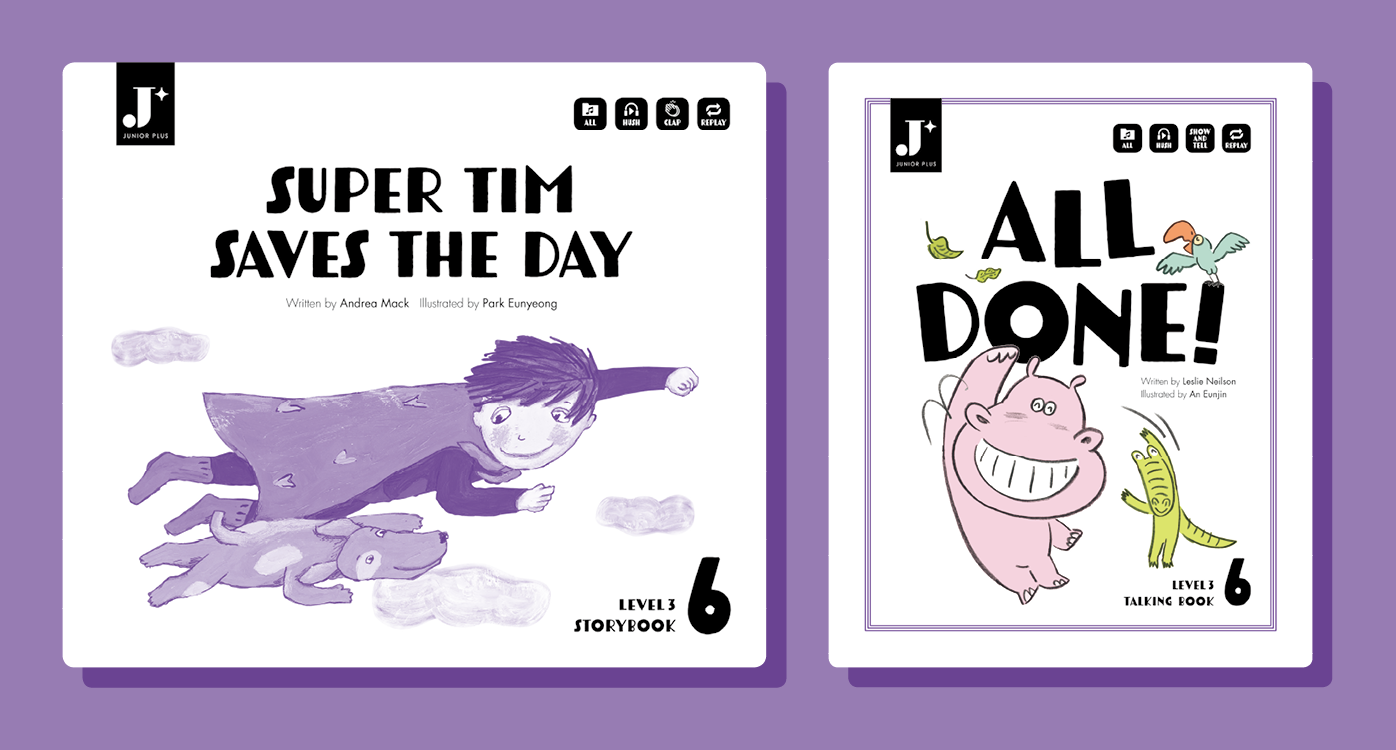 J
JUNIOR PLUS
ALL
HUSH
CLAP
REPLAY
SUPER TIM
SAVES THE DAY
Written by Andrea Mack Illustrated by Park Eunyeong
LEVEL 3
STORYBOOK
6
J
JUNIOR PLUS
ALL
HUSH
SHOW
AND
TELL
REPLAY
ALL
DONE!
Written by Leslie Neilson
Illustrated by An Eunjin
LEVEL 3
TALKING BOOK
6